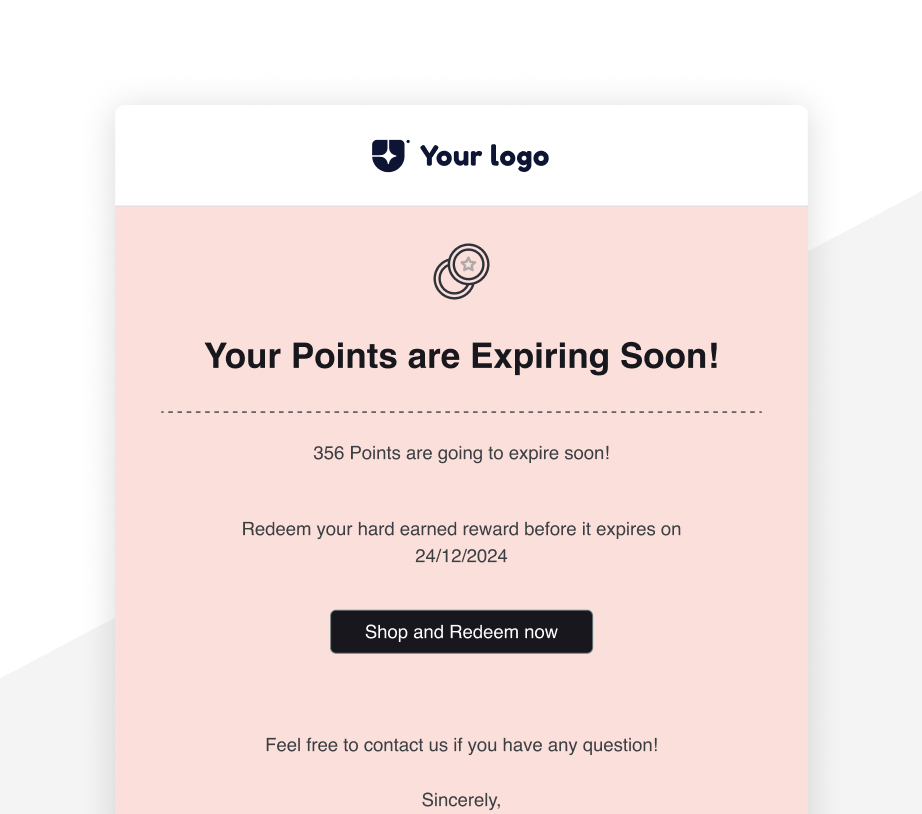 Your logo
Your Points are Expiring Soon!
356 Points are going to expire soon!
Redeem your hard earned reward before it expires on
24/12/2024
Shop and Redeem now
Feel free to contact us if you have any question!
Sincerely,